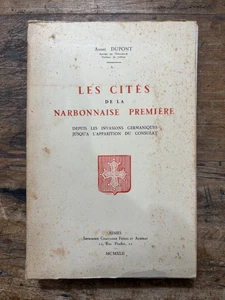 André DUPONT
LES CITÉS
DE LA
NARBONNAISE PREMIÈRE
DEPUIS LES INVASIONS GERMANIQUES
JUSQU'A L'APPARITION DU CONSULAT
NIMES
MCMXLII